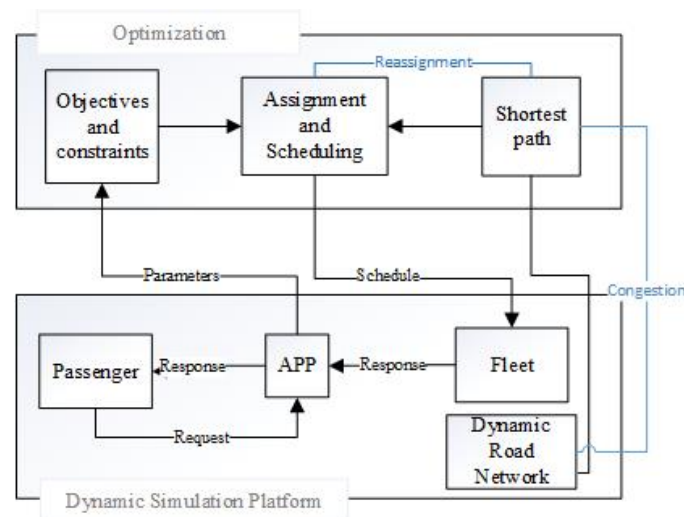 Optimization
Reassignment
Objectives
and
constraints
Assignment
and
Scheduling
Shortest
path
Parameters
Schedule
Congestion
Passenger
Response
APP
Response
Fleet
Request
Dynamic
Road
Network
Dynamic Simulation Platform